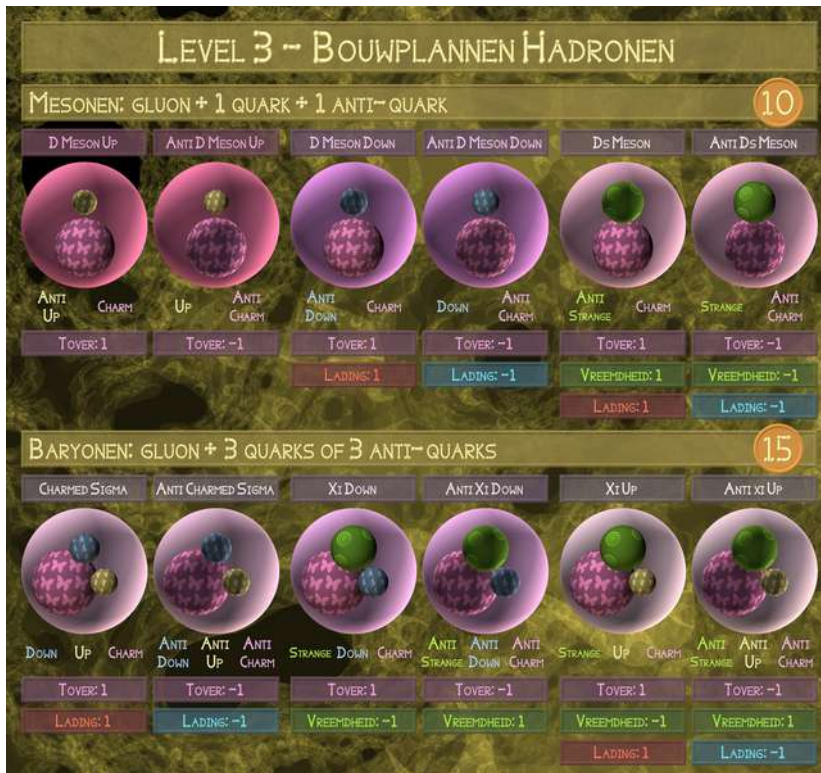 Level 3 - Bouwplannen Hadronen
Mesonen: gluon + 1 quark + 1 anti-quark 10
D Meson Up Anti D Meson Up D Meson Down Anti D Meson Down Ds Meson Anti Ds Meson
Anti Up Charm Up Anti Charm Anti Down Charm Down Anti Charm Anti Strange Charm Strange Anti Charm
Tover: 1 Tover: -1 Tover: 1 Tover: -1 Tover: 1 Tover: -1
Lading: 1 Lading: -1 Vreemdheid: 1 Vreemdheid: -1
Lading: 1 Lading: -1
Baryonen: gluon + 3 quarks of 3 anti-quarks 15
Charmed Sigma Anti Charmed Sigma Xi Down Anti Xi Down Xi Up Anti xi Up
Down Up Charm Anti Down Anti Up Anti Charm Strange Down Charm Anti Strange Anti Down Anti Charm Strange Up Charm Anti Strange Anti Up Anti Charm
Tover: 1 Tover: -1 Tover: 1 Tover: -1 Tover: 1 Tover: -1
Lading: 1 Lading: -1 Vreemdheid: -1 Vreemdheid: 1 Vreemdheid: -1 Vreemdheid: 1
Lading: 1 Lading: -1